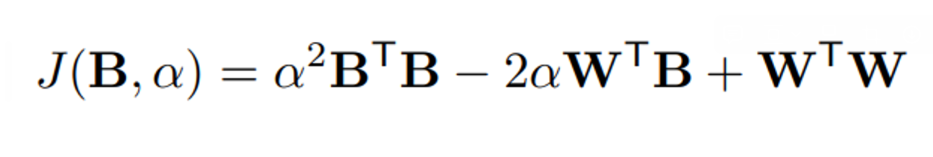 J(B, α) = α²BᵀB − 2αWᵀB + WᵀW